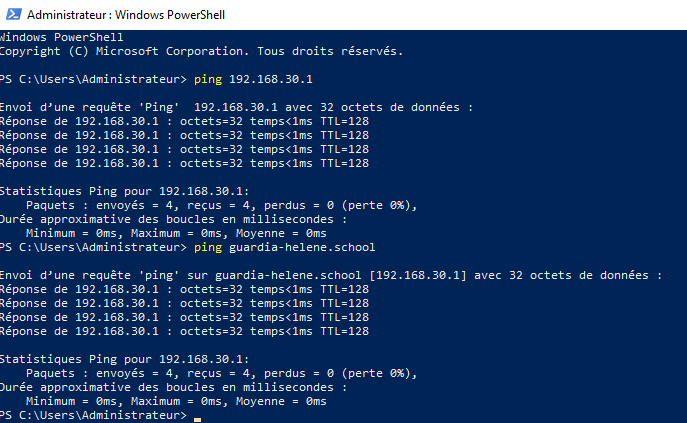 Administrateur : Windows PowerShell
Windows PowerShell
Copyright (C) Microsoft Corporation. Tous droits réservés.
PS C:\Users\Administrateur> ping 192.168.30.1
Envoi d’une requête 'Ping'  192.168.30.1 avec 32 octets de données :
Réponse de 192.168.30.1 : octets=32 temps<1ms TTL=128
Réponse de 192.168.30.1 : octets=32 temps<1ms TTL=128
Réponse de 192.168.30.1 : octets=32 temps<1ms TTL=128
Réponse de 192.168.30.1 : octets=32 temps<1ms TTL=128
Statistiques Ping pour 192.168.30.1:
    Paquets : envoyés = 4, reçus = 4, perdus = 0 (perte 0%),
Durée approximative des boucles en millisecondes :
    Minimum = 0ms, Maximum = 0ms, Moyenne = 0ms
PS C:\Users\Administrateur> ping guardia-helene.school
Envoi d’une requête 'ping' sur guardia-helene.school [192.168.30.1] avec 32 octets de données :
Réponse de 192.168.30.1 : octets=32 temps<1ms TTL=128
Réponse de 192.168.30.1 : octets=32 temps<1ms TTL=128
Réponse de 192.168.30.1 : octets=32 temps<1ms TTL=128
Réponse de 192.168.30.1 : octets=32 temps<1ms TTL=128
Statistiques Ping pour 192.168.30.1:
    Paquets : envoyés = 4, reçus = 4, perdus = 0 (perte 0%),
Durée approximative des boucles en millisecondes :
    Minimum = 0ms, Maximum = 0ms, Moyenne = 0ms
PS C:\Users\Administrateur>